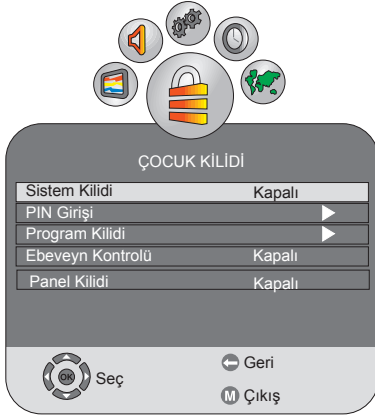 ÇOCUK KİLİDİ
Sistem Kilidi Kapalı
PIN Girişi
Program Kilidi
Ebeveyn Kontrolü Kapalı
Panel Kilidi Kapalı
OK Seç
Geri
M Çıkış